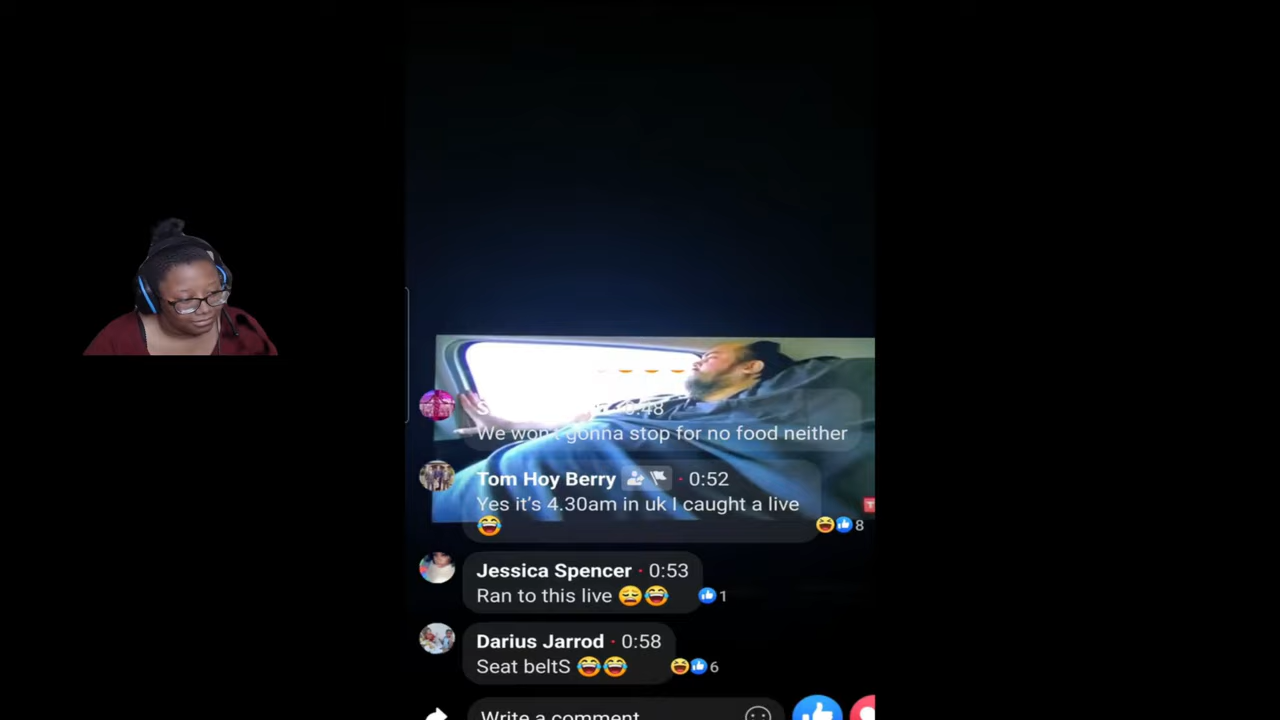 0:48
We won't gonna stop for no food neither
Tom Hoy Berry · 0:52
Yes it's 4.30am in uk I caught a live
😂
8
Jessica Spencer · 0:53
Ran to this live 😩😂
1
Darius Jarrod · 0:58
Seat beltS 😂😂
6
Write a comment